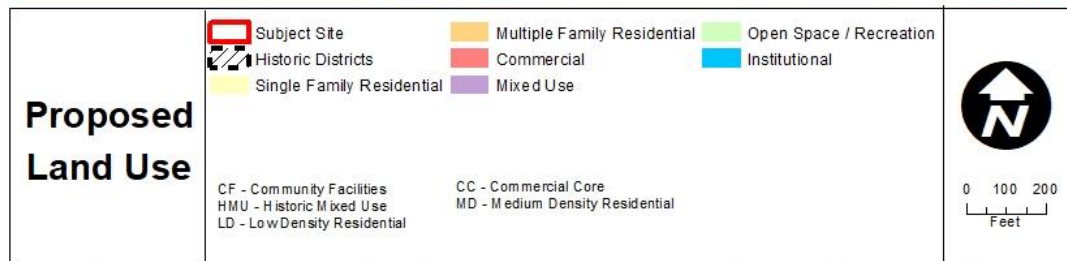 Proposed
Land Use
Subject Site
Historic Districts
Single Family Residential
Multiple Family Residential
Commercial
Mixed Use
Open Space / Recreation
Institutional
CF - Community Facilities
HMU - Historic Mixed Use
LD - Low Density Residential
CC - Commercial Core
MD - Medium Density Residential
N
0 100 200
Feet